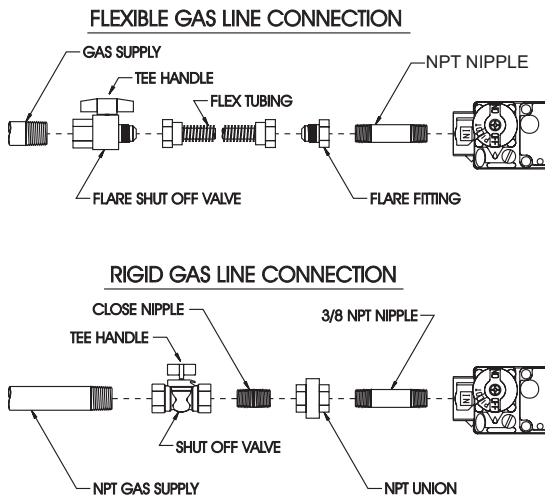 FLEXIBLE GAS LINE CONNECTION
GAS SUPPLY
TEE HANDLE
FLEX TUBING
NPT NIPPLE
IN
FLARE SHUT OFF VALVE
FLARE FITTING
RIGID GAS LINE CONNECTION
CLOSE NIPPLE
3/8 NPT NIPPLE
TEE HANDLE
IN
SHUT OFF VALVE
NPT GAS SUPPLY
NPT UNION